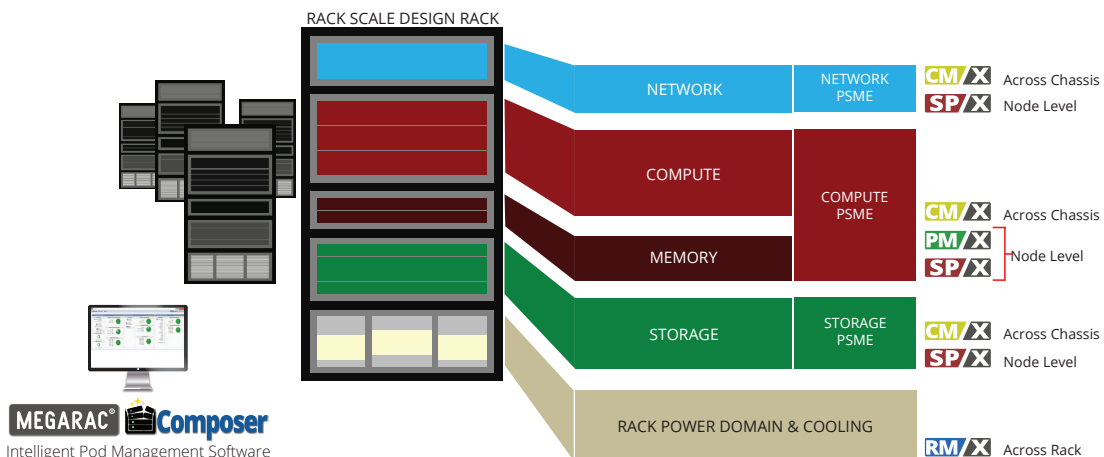 RACK SCALE DESIGN RACK
NETWORK
NETWORK
PSME
CM/X Across Chassis
SP/X Node Level
COMPUTE
COMPUTE
PSME
CM/X Across Chassis
MEMORY
PM/X
Node Level
SP/X
STORAGE
STORAGE
PSME
CM/X Across Chassis
SP/X Node Level
RACK POWER DOMAIN & COOLING
RM/X Across Rack
MEGARAC® Composer
Intelligent Pod Management Software